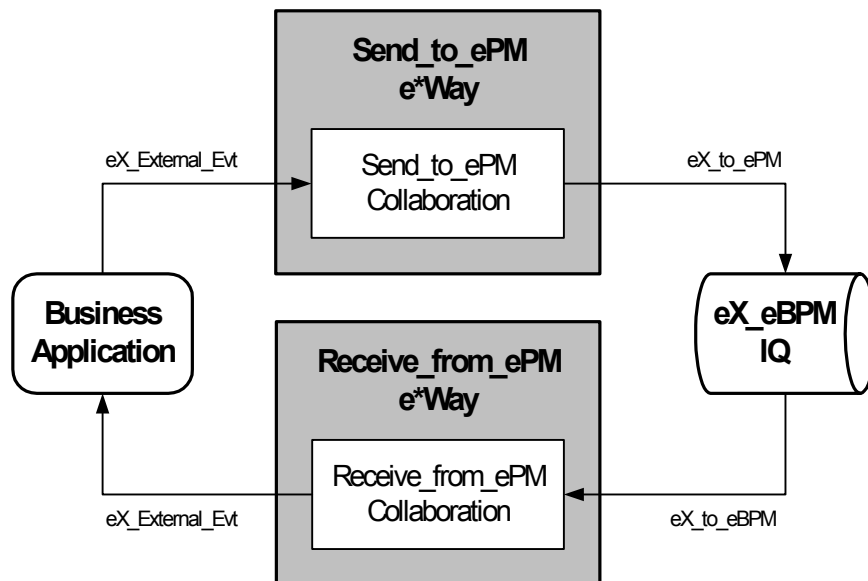 Send_to_ePM
e*Way
eX_External_Evt
Send_to_ePM
Collaboration
eX_to_ePM
Business
Application
eX_eBPM
IQ
Receive_from_ePM
e*Way
Receive_from_ePM
Collaboration
eX_External_Evt
eX_to_eBPM